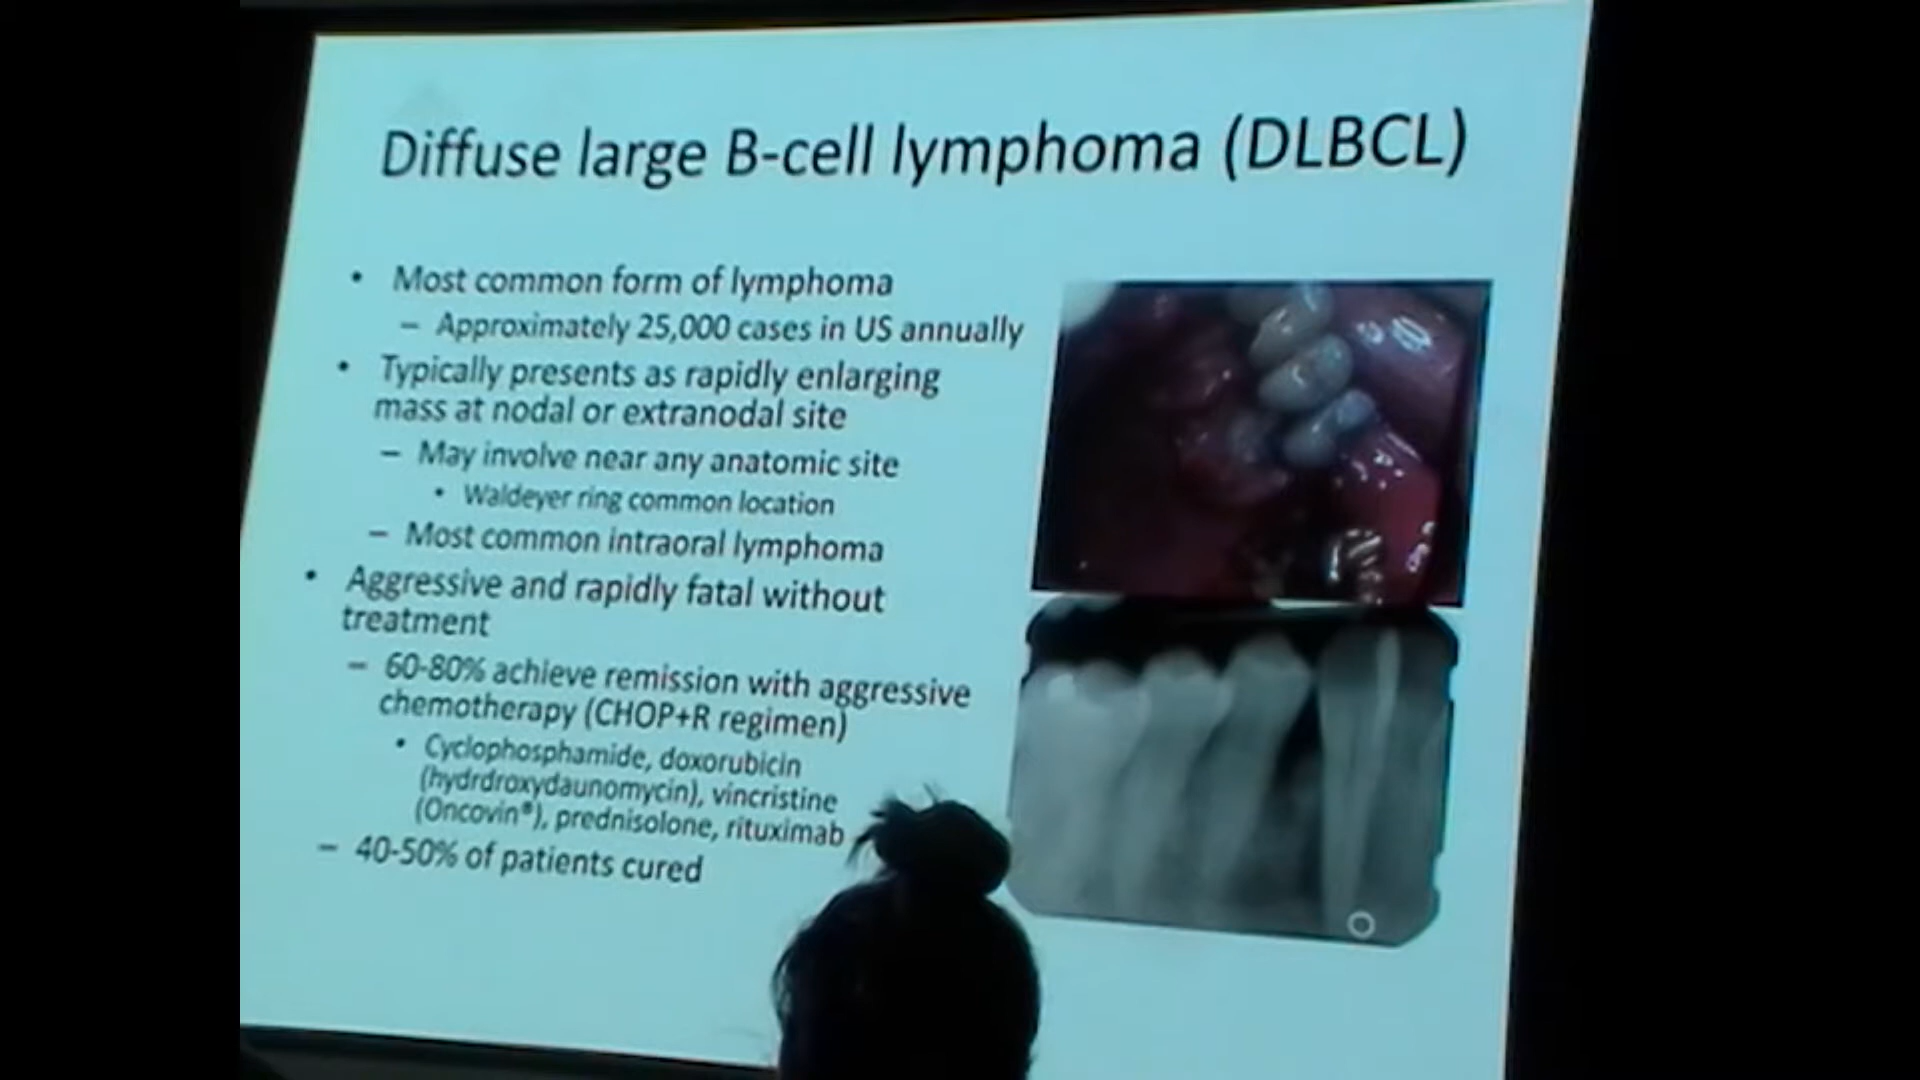 Diffuse large B-cell lymphoma (DLBCL)
• Most common form of lymphoma
– Approximately 25,000 cases in US annually
• Typically presents as rapidly enlarging
mass at nodal or extranodal site
– May involve near any anatomic site
• Waldeyer ring common location
– Most common intraoral lymphoma
• Aggressive and rapidly fatal without
treatment
– 60-80% achieve remission with aggressive
chemotherapy (CHOP+R regimen)
• Cyclophosphamide, doxorubicin
(hydrdroxydaunomycin), vincristine
(Oncovin®), prednisolone, rituximab
– 40-50% of patients cured